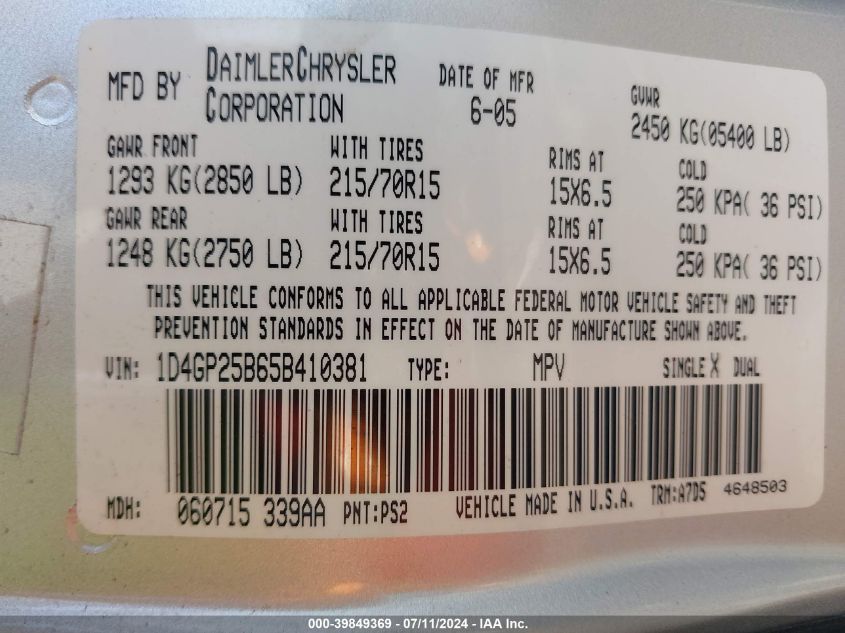 MFD BY DAIMLERCHRYSLER CORPORATION DATE OF MFR 6-05 GVWR 2450 KG(05400 LB)
GAWR FRONT WITH TIRES RIMS AT COLD
1293 KG(2850 LB) 215/70R15 15X6.5 250 KPA( 36 PSI)
GAWR REAR WITH TIRES RIMS AT COLD
1248 KG(2750 LB) 215/70R15 15X6.5 250 KPA( 36 PSI)
THIS VEHICLE CONFORMS TO ALL APPLICABLE FEDERAL MOTOR VEHICLE SAFETY AND THEFT
PREVENTION STANDARDS IN EFFECT ON THE DATE OF MANUFACTURE SHOWN ABOVE.
VIN: 1D4GP25B65B410381 TYPE: MPV SINGLE X DUAL
MDH: 060715 339AA PNT:PS2 VEHICLE MADE IN U.S.A. TRM:A7D5 4648503
000-39849369 / 07/11/2024 - IAA Inc.